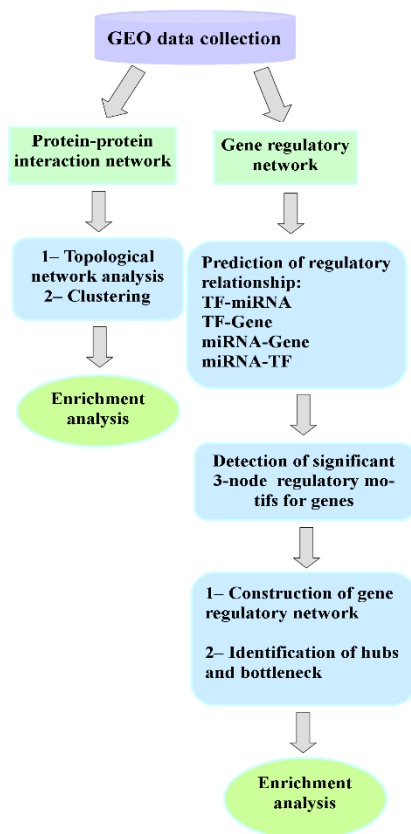 GEO data collection
Protein-protein
interaction network
1– Topological
network analysis
2– Clustering
Enrichment
analysis
Gene regulatory
network
Prediction of regulatory
relationship:
TF-miRNA
TF-Gene
miRNA-Gene
miRNA-TF
Detection of significant
3-node regulatory mo-
tifs for genes
1– Construction of gene
regulatory network
2– Identification of hubs
and bottleneck
Enrichment
analysis